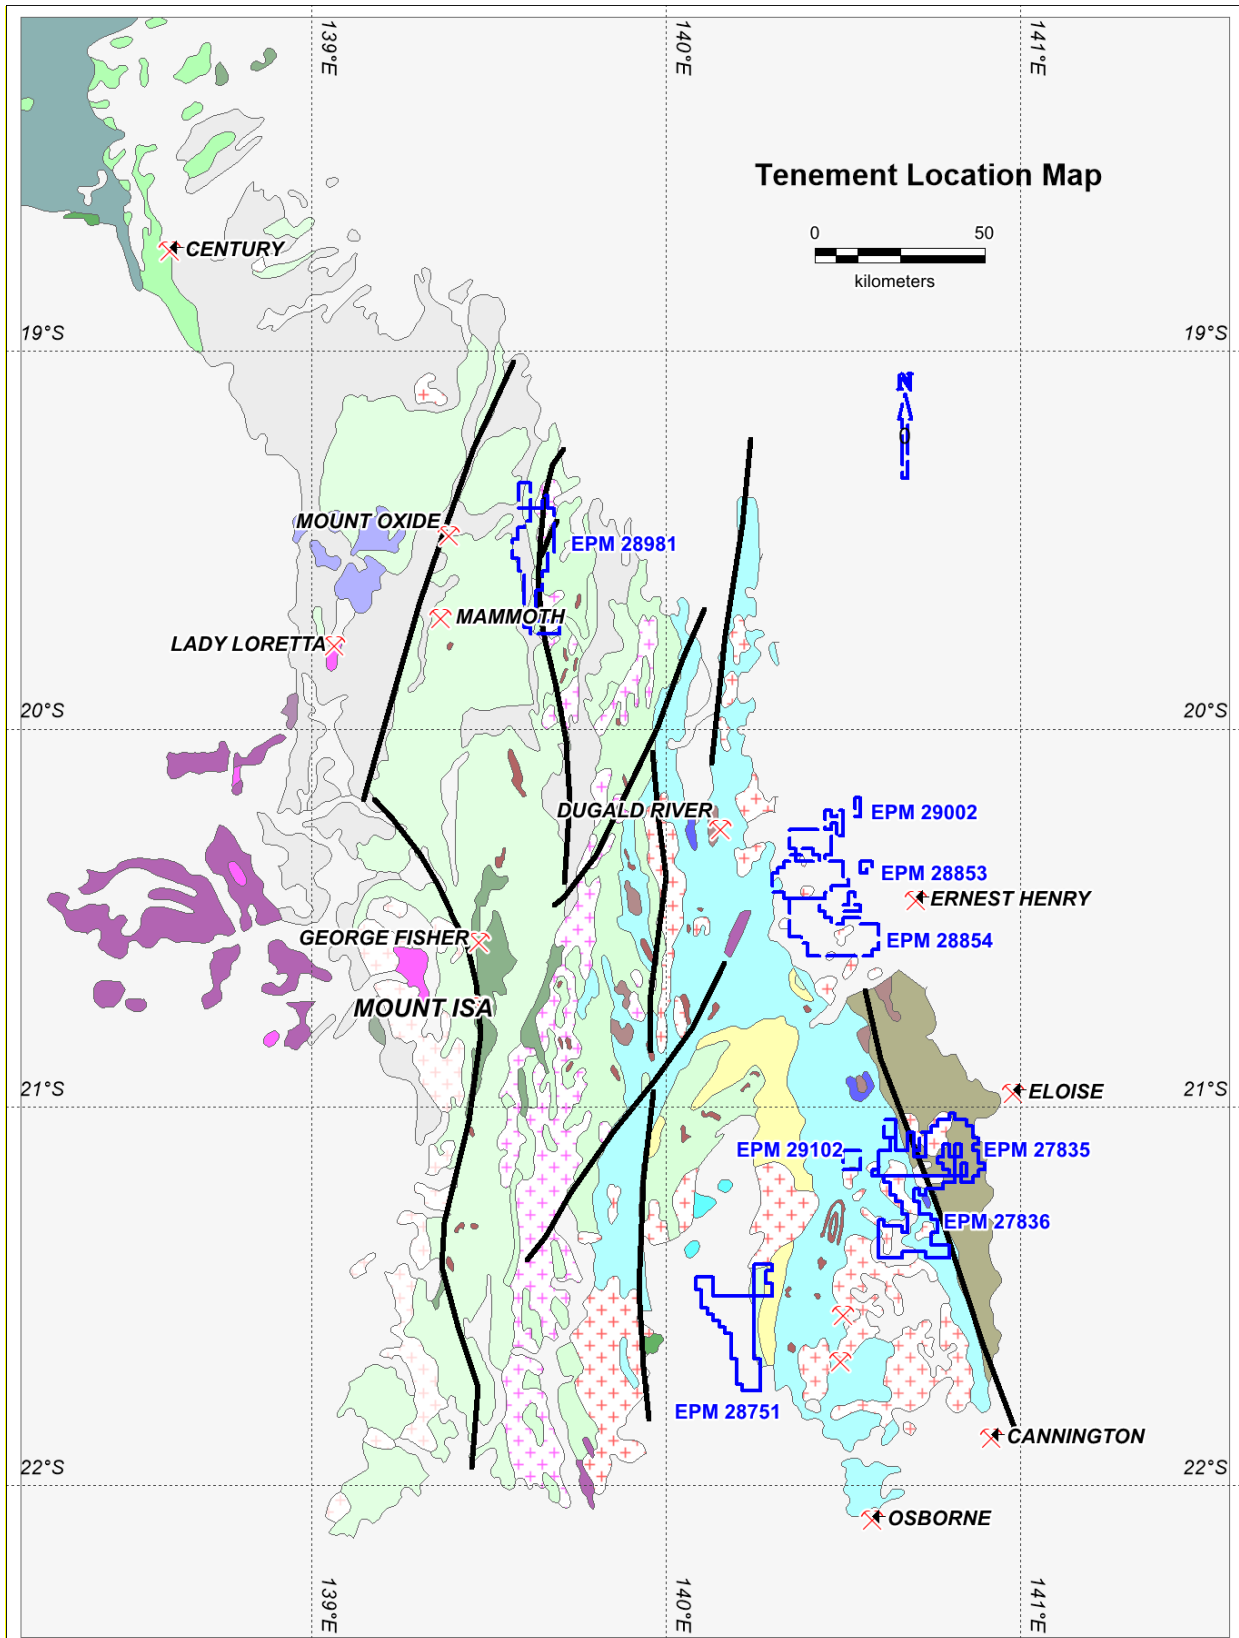 139°E
140°E
141°E
Tenement Location Map
0
50
kilometers
CENTURY
19°S
19°S
N
0
MOUNT OXIDE
EPM 28981
MAMMOTH
LADY LORETTA
20°S
20°S
DUGALD RIVER
EPM 29002
EPM 28853
ERNEST HENRY
GEORGE FISHER
EPM 28854
MOUNT ISA
21°S
21°S
ELOISE
EPM 29102
EPM 27835
EPM 27836
EPM 28751
CANNINGTON
22°S
22°S
OSBORNE
139°E
140°E
141°E